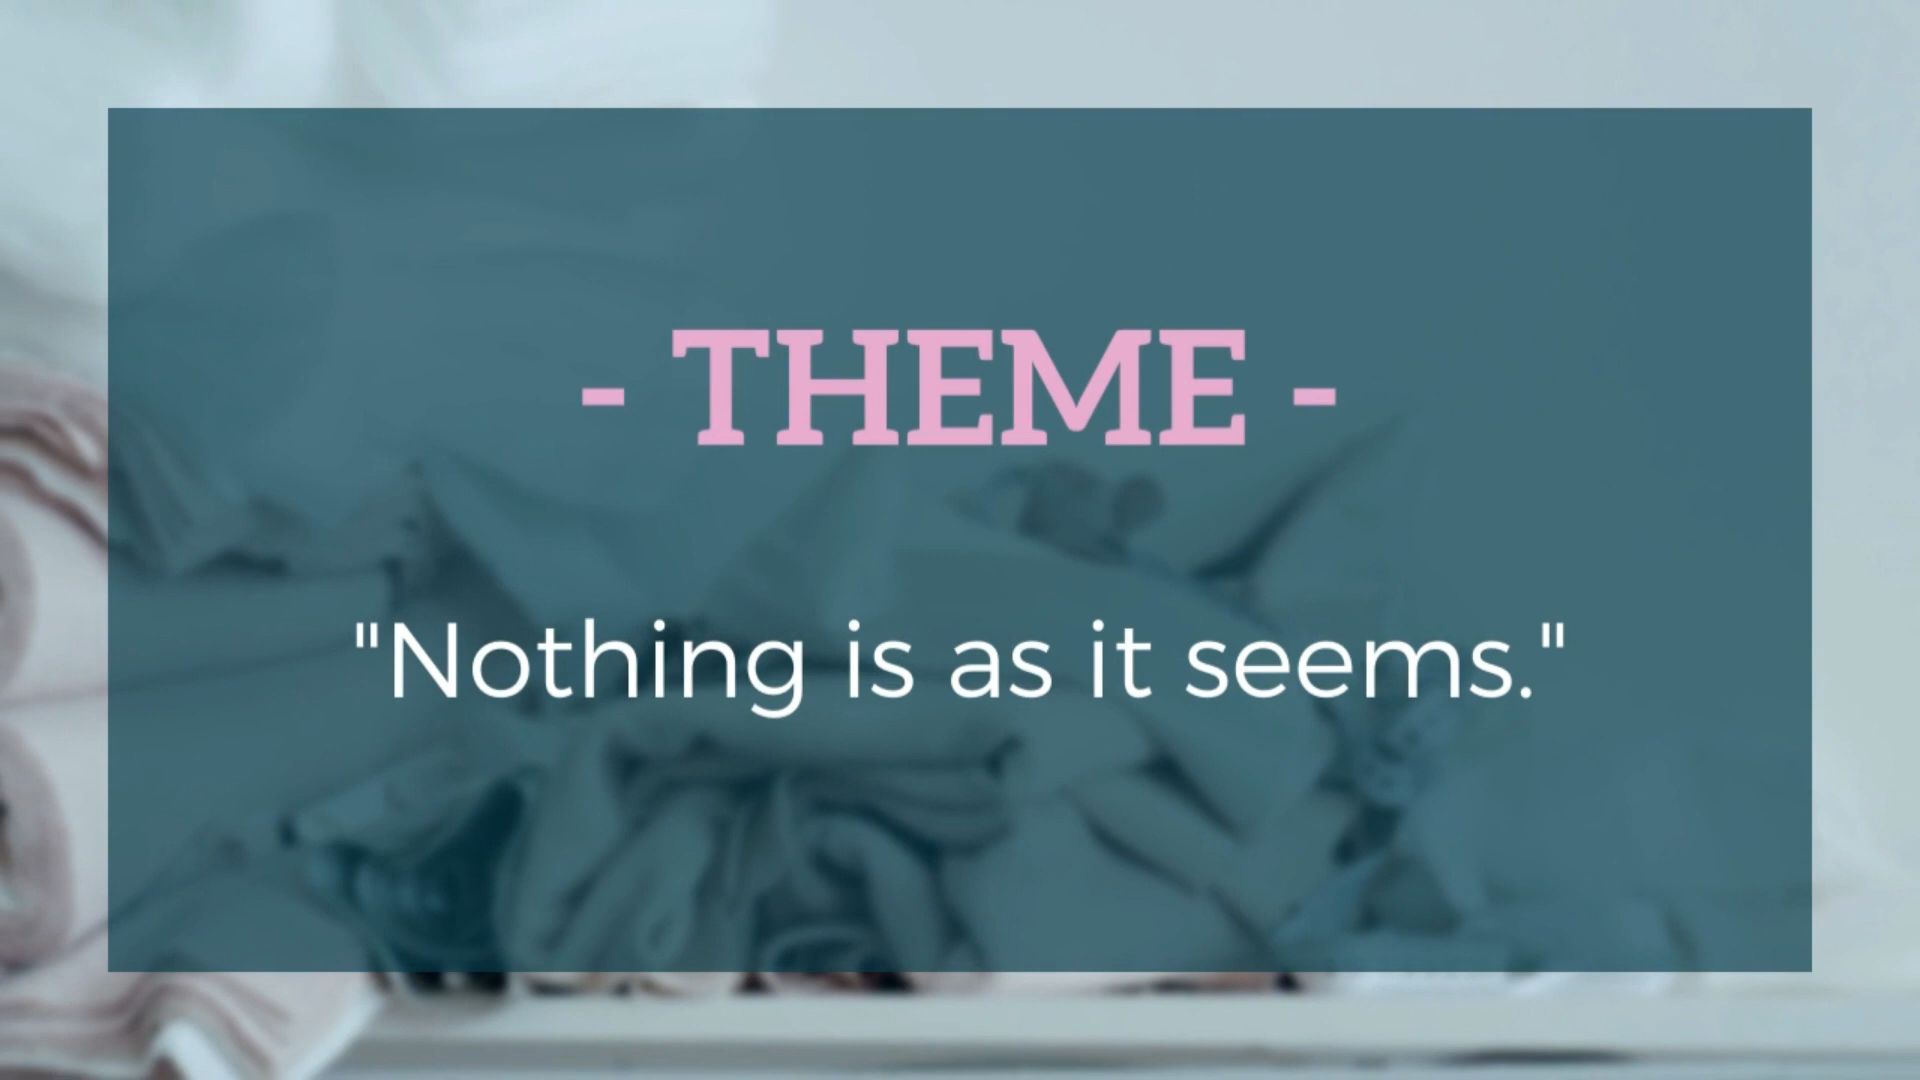 - THEME -
"Nothing is as it seems."